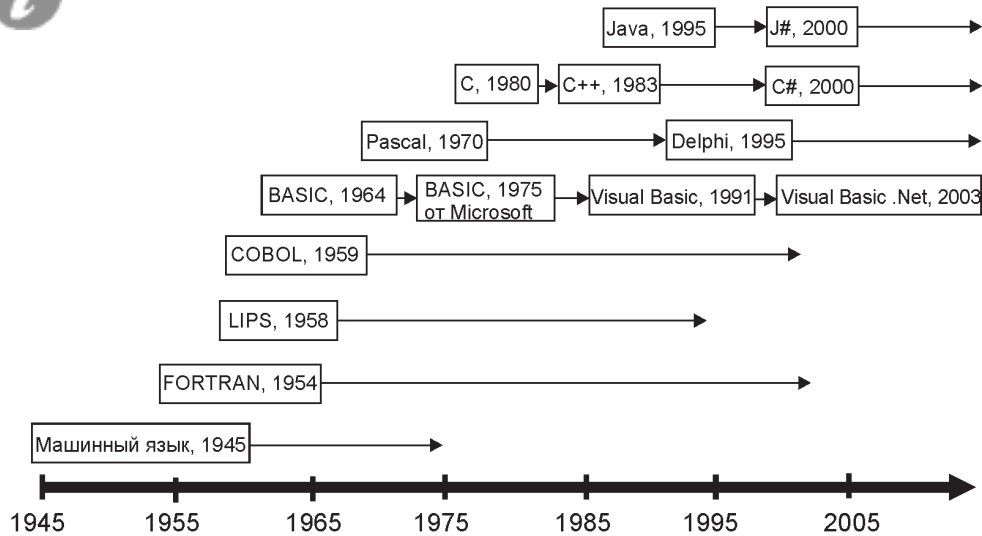 Java, 1995
J#, 2000
C, 1980
C++, 1983
C#, 2000
Pascal, 1970
Delphi, 1995
BASIC, 1964
BASIC, 1975
от Microsoft
Visual Basic, 1991
Visual Basic .Net, 2003
COBOL, 1959
LIPS, 1958
FORTRAN, 1954
Машинный язык, 1945
1945
1955
1965
1975
1985
1995
2005